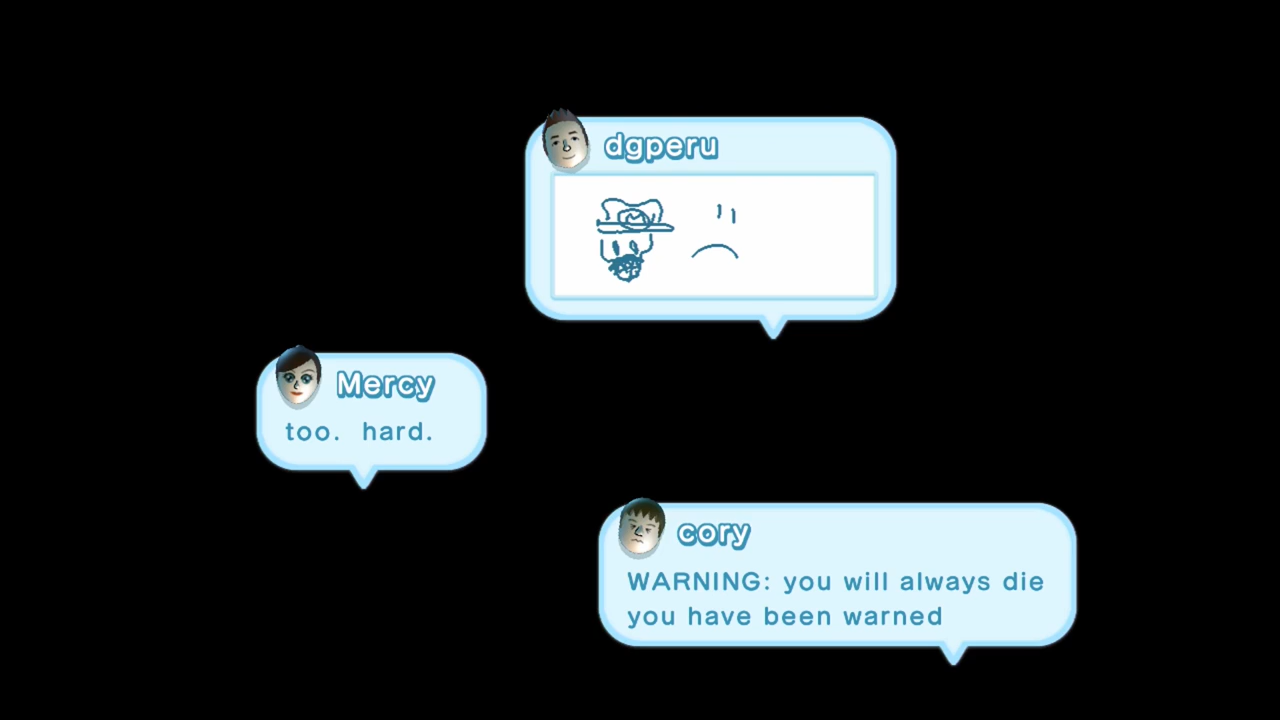 dgperu
Mercy
too. hard.
cory
WARNING: you will always die
you have been warned